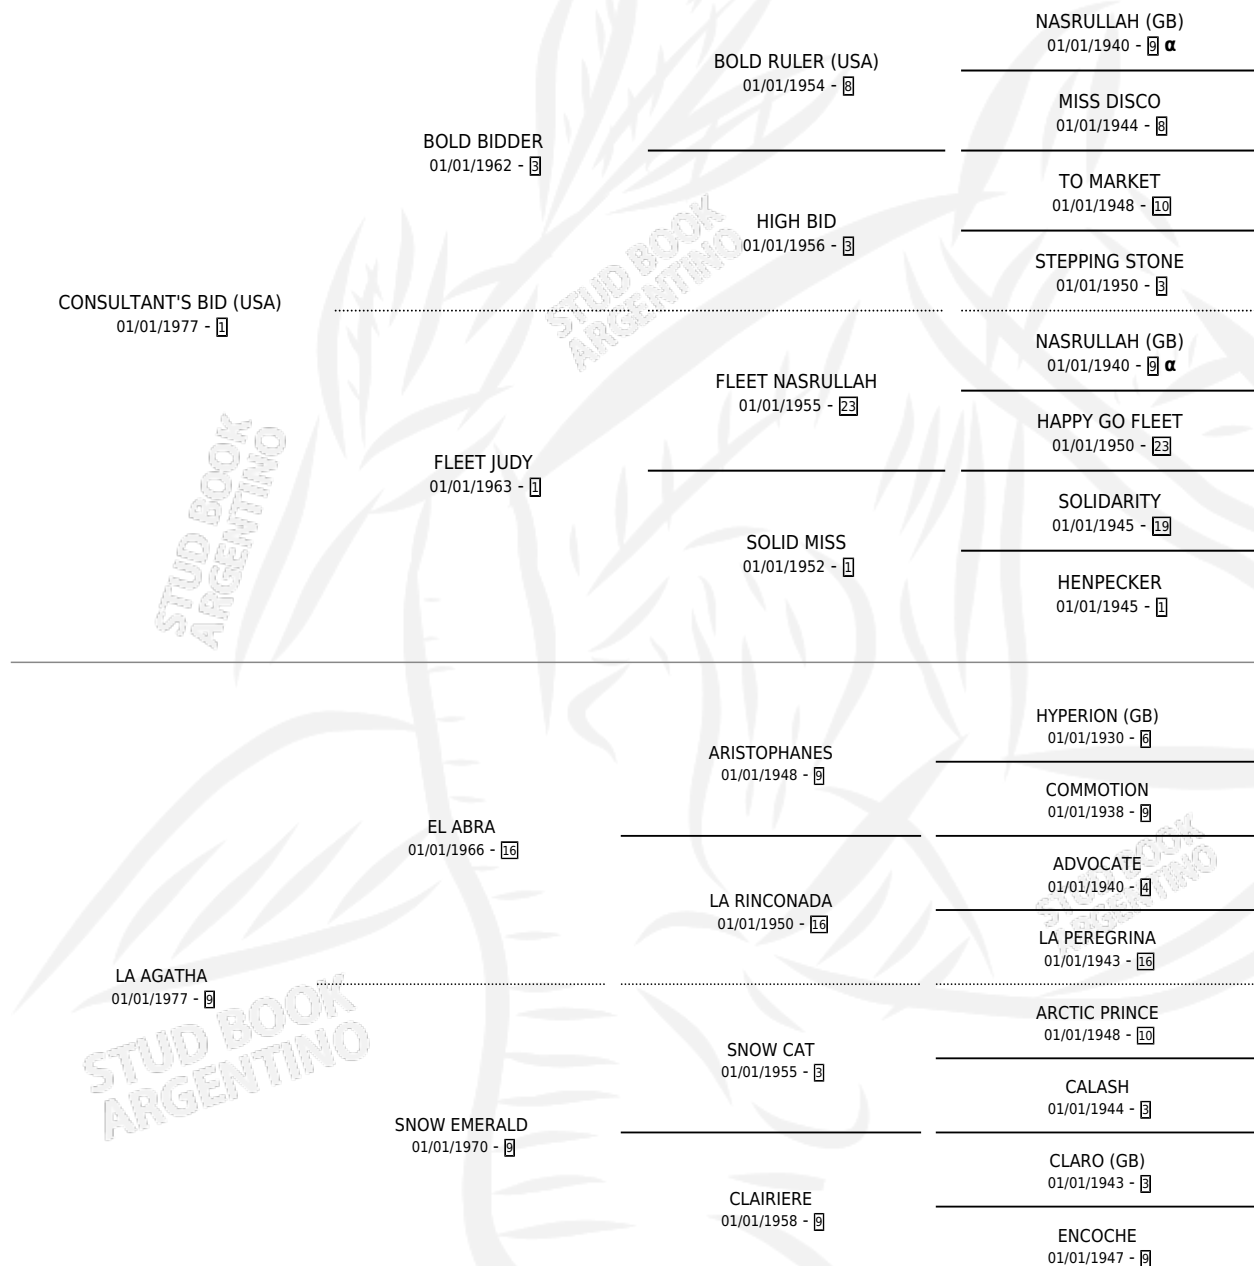 NASRULLAH (GB)
01/01/1940 - 9 α
BOLD RULER (USA)
01/01/1954 - 8
MISS DISCO
01/01/1944 - 8
BOLD BIDDER
01/01/1962 - 3
TO MARKET
01/01/1948 - 10
HIGH BID
01/01/1956 - 3
STEPPING STONE
01/01/1950 - 3
CONSULTANT'S BID (USA)
01/01/1977 - 1
NASRULLAH (GB)
01/01/1940 - 9 α
FLEET NASRULLAH
01/01/1955 - 23
HAPPY GO FLEET
01/01/1950 - 23
FLEET JUDY
01/01/1963 - 1
SOLIDARITY
01/01/1945 - 19
SOLID MISS
01/01/1952 - 1
HENPECKER
01/01/1945 - 1
HYPERION (GB)
01/01/1930 - 6
ARISTOPHANES
01/01/1948 - 9
COMMOTION
01/01/1938 - 9
EL ABRA
01/01/1966 - 16
ADVOCATE
01/01/1940 - 4
LA RINCONADA
01/01/1950 - 16
LA PEREGRINA
01/01/1943 - 16
LA AGATHA
01/01/1977 - 9
ARCTIC PRINCE
01/01/1948 - 10
SNOW CAT
01/01/1955 - 3
CALASH
01/01/1944 - 3
SNOW EMERALD
01/01/1970 - 9
CLARO (GB)
01/01/1943 - 3
CLAIRIERE
01/01/1958 - 9
ENCOCHE
01/01/1947 - 9
STUD BOOK
ARGENTINO
STUD BOOK
ARGENTINO
STUD BOOK
ARGENTINO
STUD BOOK
ARGENTINO